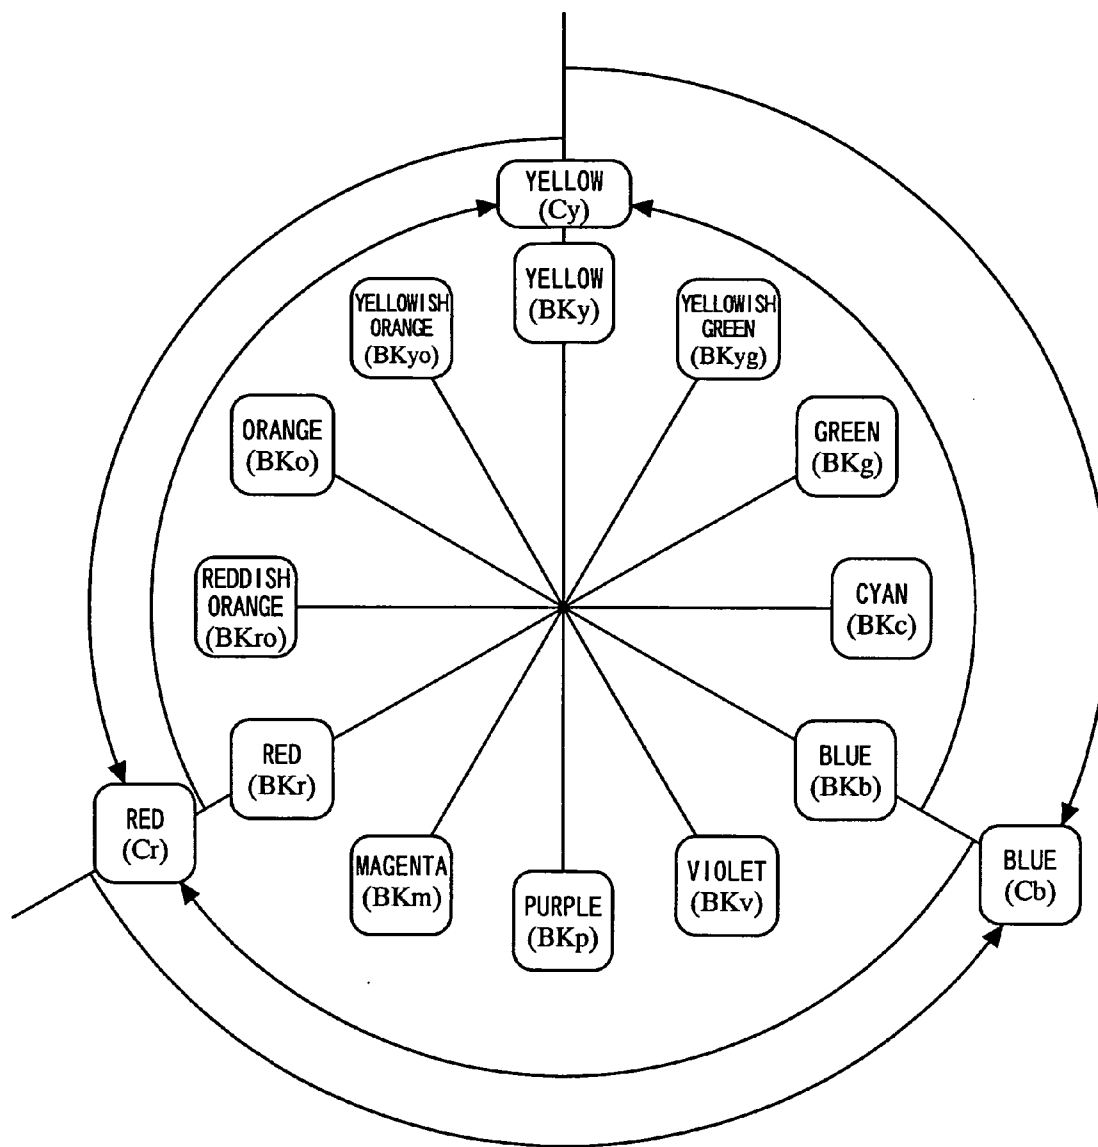 YELLOW
(Cy)
YELLOW
(BKy)
YELLOWISH
ORANGE
(BKyo)
YELLOWISH
GREEN
(BKyg)
ORANGE
(BKo)
GREEN
(BKg)
REDDISH
ORANGE
(BKro)
CYAN
(BKc)
RED
(BKr)
BLUE
(BKb)
RED
(Cr)
BLUE
(Cb)
MAGENTA
(BKm)
VIOLET
(BKv)
PURPLE
(BKp)